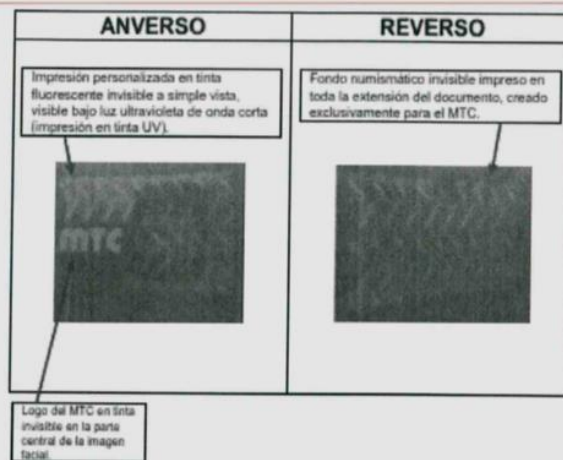 ANVERSO
REVERSO
Impresión personalizada en tinta
fluorescente invisible a simple vista,
visible bajo luz ultravioleta de onda corta
(impresión en tinta UV).
Fondo numismático invisible impreso en
toda la extensión del documento, creado
exclusivamente para el MTC.
MTC
Logo del MTC en tinta
invisible en la parte
central de la imagen
facial.